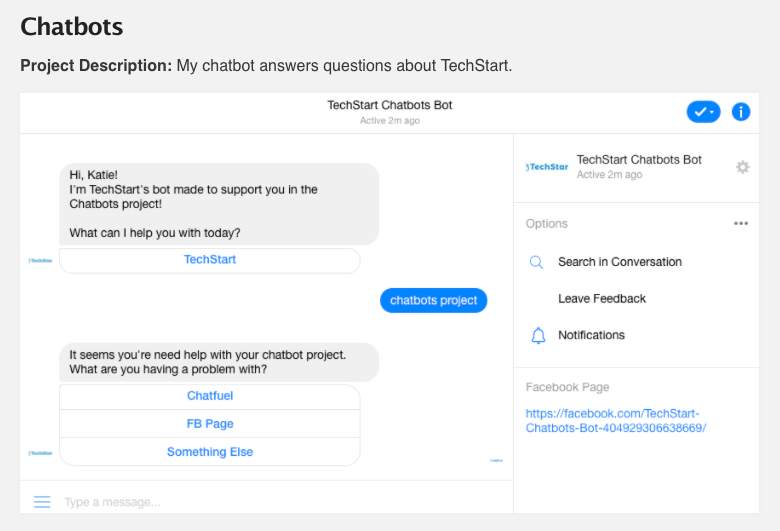 Chatbots
Project Description: My chatbot answers questions about TechStart.
TechStart Chatbots Bot
Active 2m ago
Hi, Katie!
I'm TechStart's bot made to support you in the
Chatbots project!
What can I help you with today?
TechStart
chatbots project
It seems you're need help with your chatbot project.
What are you having a problem with?
Chatfuel
FB Page
Something Else
Type a message...
TechStar
TechStart Chatbots Bot
Active 2m ago
Options
Search in Conversation
Leave Feedback
Notifications
Facebook Page
https://facebook.com/TechStart-
Chatbots-Bot-404929306638669/